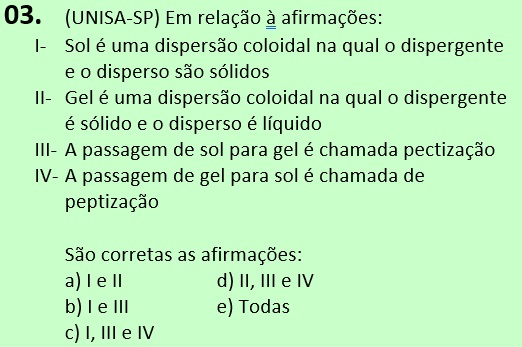 03. (UNISA-SP) Em relação à afirmações:
I- Sol é uma dispersão coloidal na qual o dispergente
e o disperso são sólidos
II- Gel é uma dispersão coloidal na qual o dispergente
é sólido e o disperso é líquido
III- A passagem de sol para gel é chamada pectização
IV- A passagem de gel para sol é chamada de
peptização
São corretas as afirmações:
a) I e II d) II, III e IV
b) I e III e) Todas
c) I, III e IV